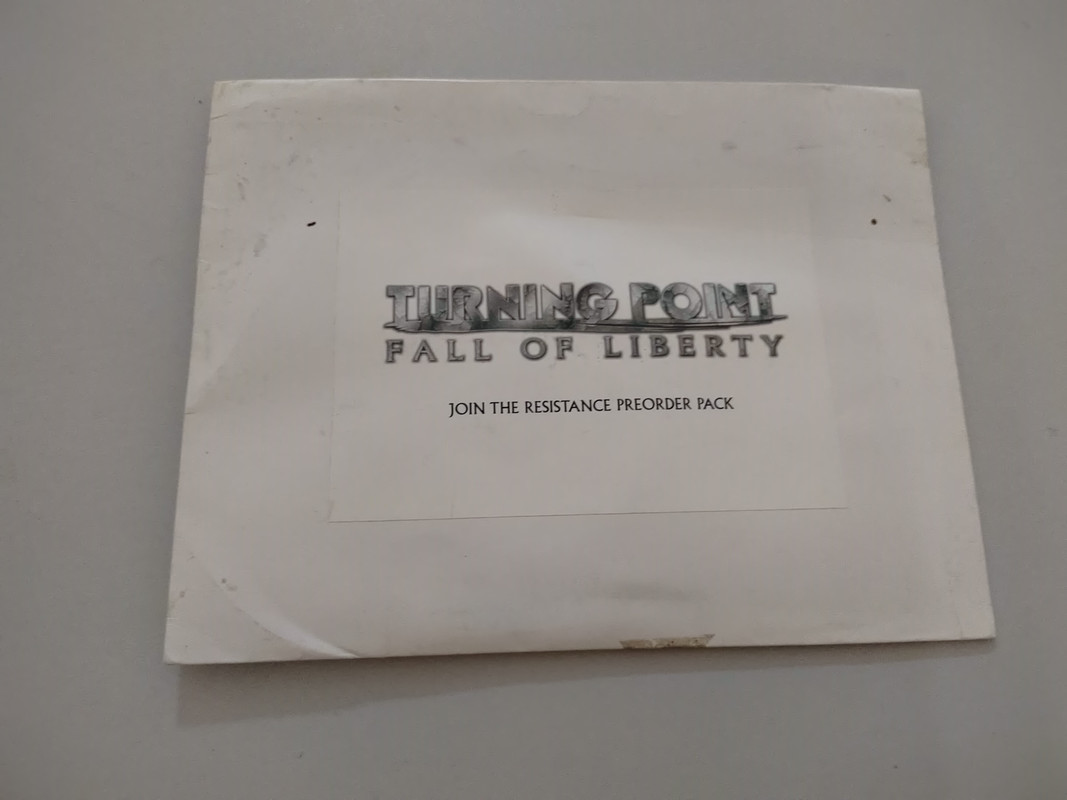 TURNING POINT
FALL OF LIBERTY
JOIN THE RESISTANCE PREORDER PACK